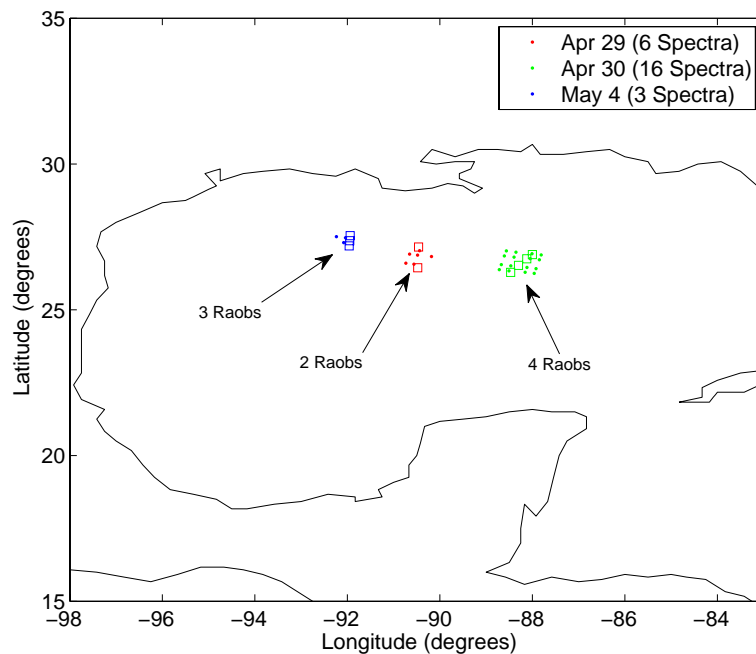 35
30
25
20
15
Latitude (degrees)
Apr 29 (6 Spectra)
Apr 30 (16 Spectra)
May 4 (3 Spectra)
3 Raobs
2 Raobs
4 Raobs
−98 −96 −94 −92 −90 −88 −86 −84
Longitude (degrees)